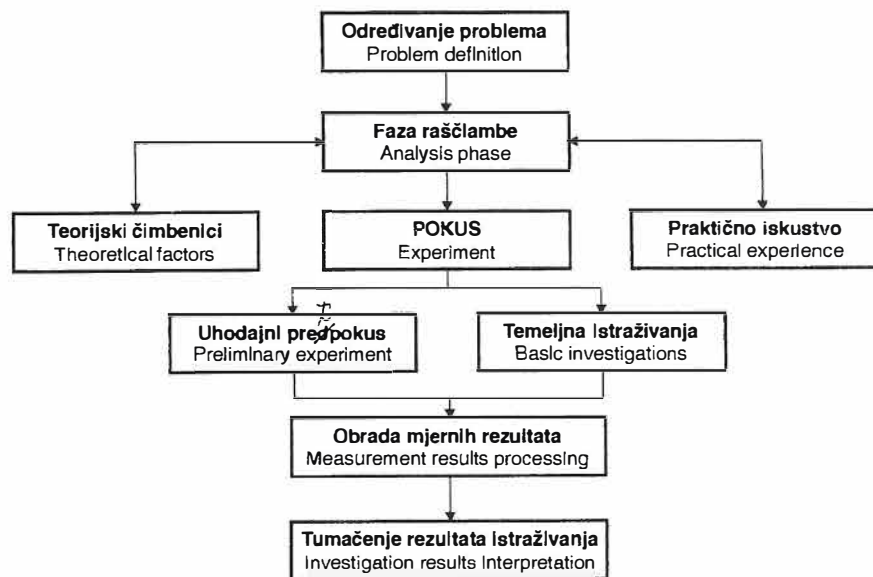 Određivanje problema
Problem definition
Faza raščlambe
Analysis phase
Teorijski čimbenici
Theoretical factors
POKUS
Experiment
Praktično iskustvo
Practical experience
Uhodajni predpokus
Preliminary experiment
Temeljna istraživanja
Basic investigations
Obrada mjernih rezultata
Measurement results processing
Tumačenje rezultata istraživanja
Investigation results interpretation